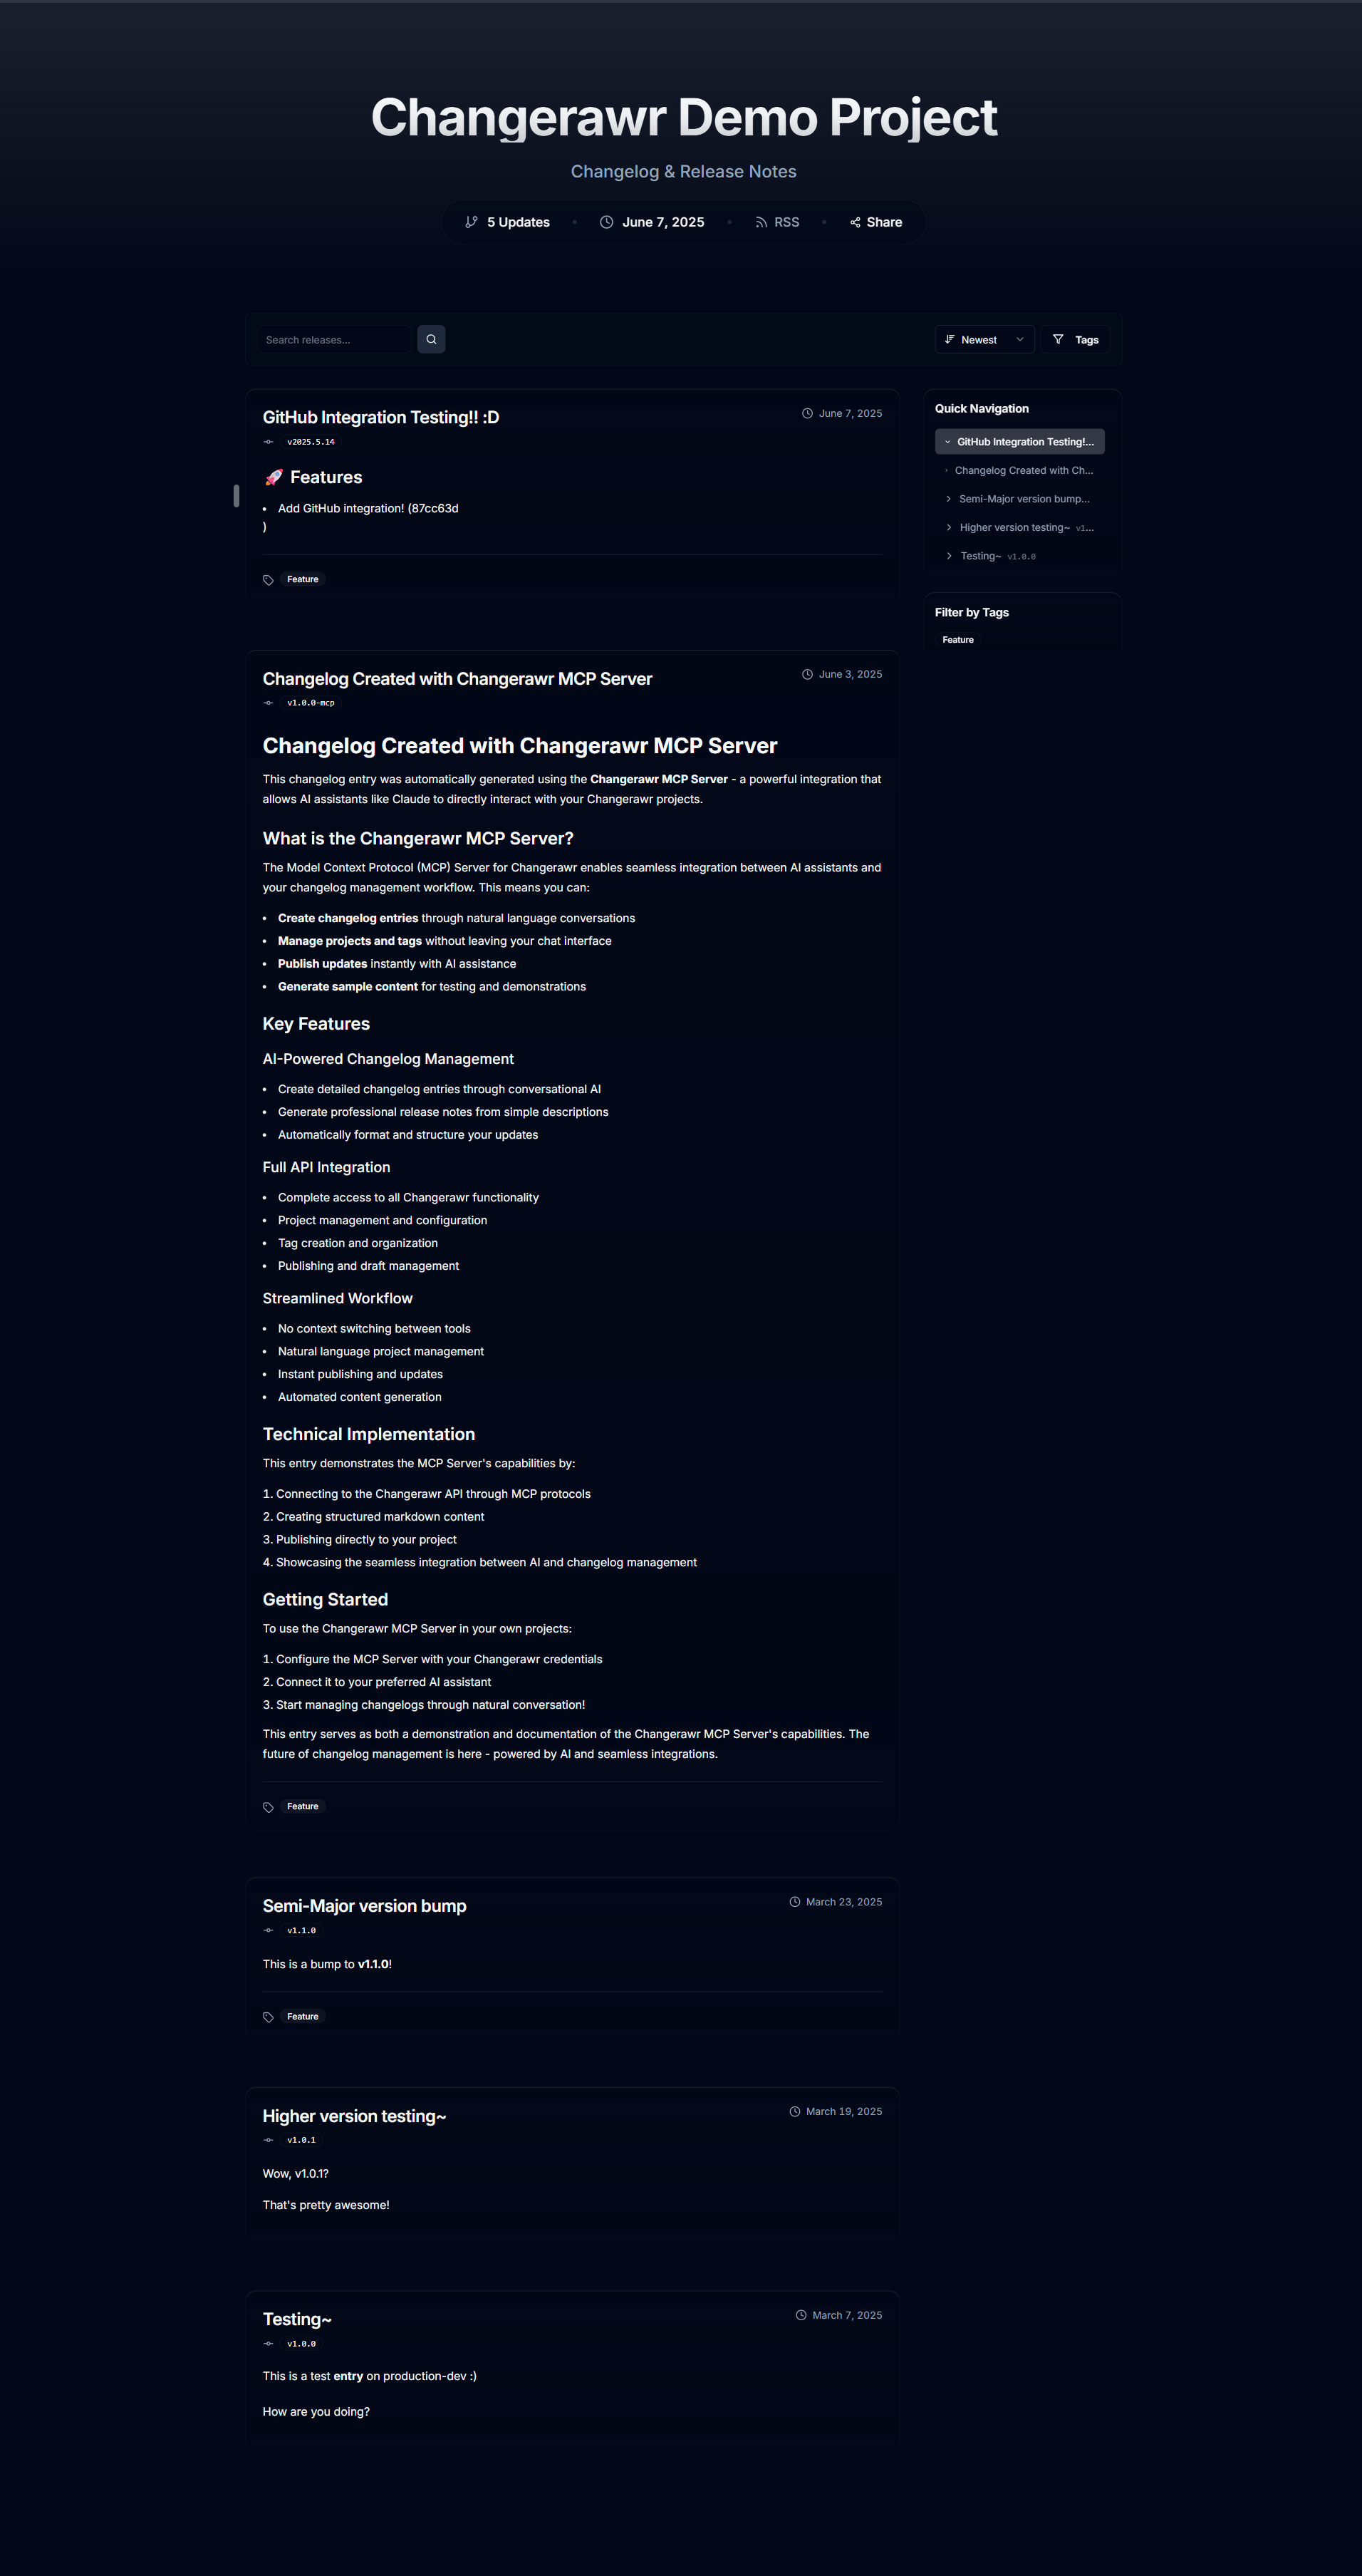 Changerawr Demo Project
Changelog & Release Notes
5 Updates • June 7, 2025 • RSS • Share
Search releases...
Newest
Tags
GitHub Integration Testing!! :D
June 7, 2025
v2025.5.14
🚀 Features
• Add GitHub integration! (87cc63d
)
Feature
Quick Navigation
GitHub Integration Testing!...
Changelog Created with Ch...
Semi-Major version bump...
Higher version testing~ v1...
Testing~ v1.0.0
Filter by Tags
Feature
Changelog Created with Changerawr MCP Server
June 3, 2025
v1.0.0-mcp
Changelog Created with Changerawr MCP Server
This changelog entry was automatically generated using the Changerawr MCP Server - a powerful integration that
allows AI assistants like Claude to directly interact with your Changerawr projects.
What is the Changerawr MCP Server?
The Model Context Protocol (MCP) Server for Changerawr enables seamless integration between AI assistants and
your changelog management workflow. This means you can:
• Create changelog entries through natural language conversations
• Manage projects and tags without leaving your chat interface
• Publish updates instantly with AI assistance
• Generate sample content for testing and demonstrations
Key Features
AI-Powered Changelog Management
• Create detailed changelog entries through conversational AI
• Generate professional release notes from simple descriptions
• Automatically format and structure your updates
Full API Integration
• Complete access to all Changerawr functionality
• Project management and configuration
• Tag creation and organization
• Publishing and draft management
Streamlined Workflow
• No context switching between tools
• Natural language project management
• Instant publishing and updates
• Automated content generation
Technical Implementation
This entry demonstrates the MCP Server's capabilities by:
1. Connecting to the Changerawr API through MCP protocols
2. Creating structured markdown content
3. Publishing directly to your project
4. Showcasing the seamless integration between AI and changelog management
Getting Started
To use the Changerawr MCP Server in your own projects:
1. Configure the MCP Server with your Changerawr credentials
2. Connect it to your preferred AI assistant
3. Start managing changelogs through natural conversation!
This entry serves as both a demonstration and documentation of the Changerawr MCP Server's capabilities. The
future of changelog management is here - powered by AI and seamless integrations.
Feature
Semi-Major version bump
March 23, 2025
v1.1.0
This is a bump to v1.1.0!
Feature
Higher version testing~
March 19, 2025
v1.0.1
Wow, v1.0.1?
That's pretty awesome!
Testing~
March 7, 2025
v1.0.0
This is a test entry on production-dev :)
How are you doing?